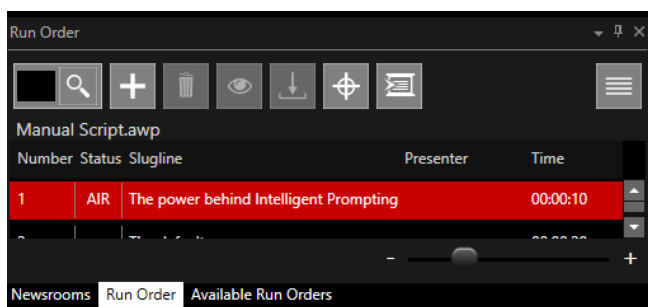 Run Order
Manual Script.awp
Number Status Slugline Presenter Time
1 AIR The power behind Intelligent Prompting 00:00:10
- +
Newsrooms Run Order Available Run Orders